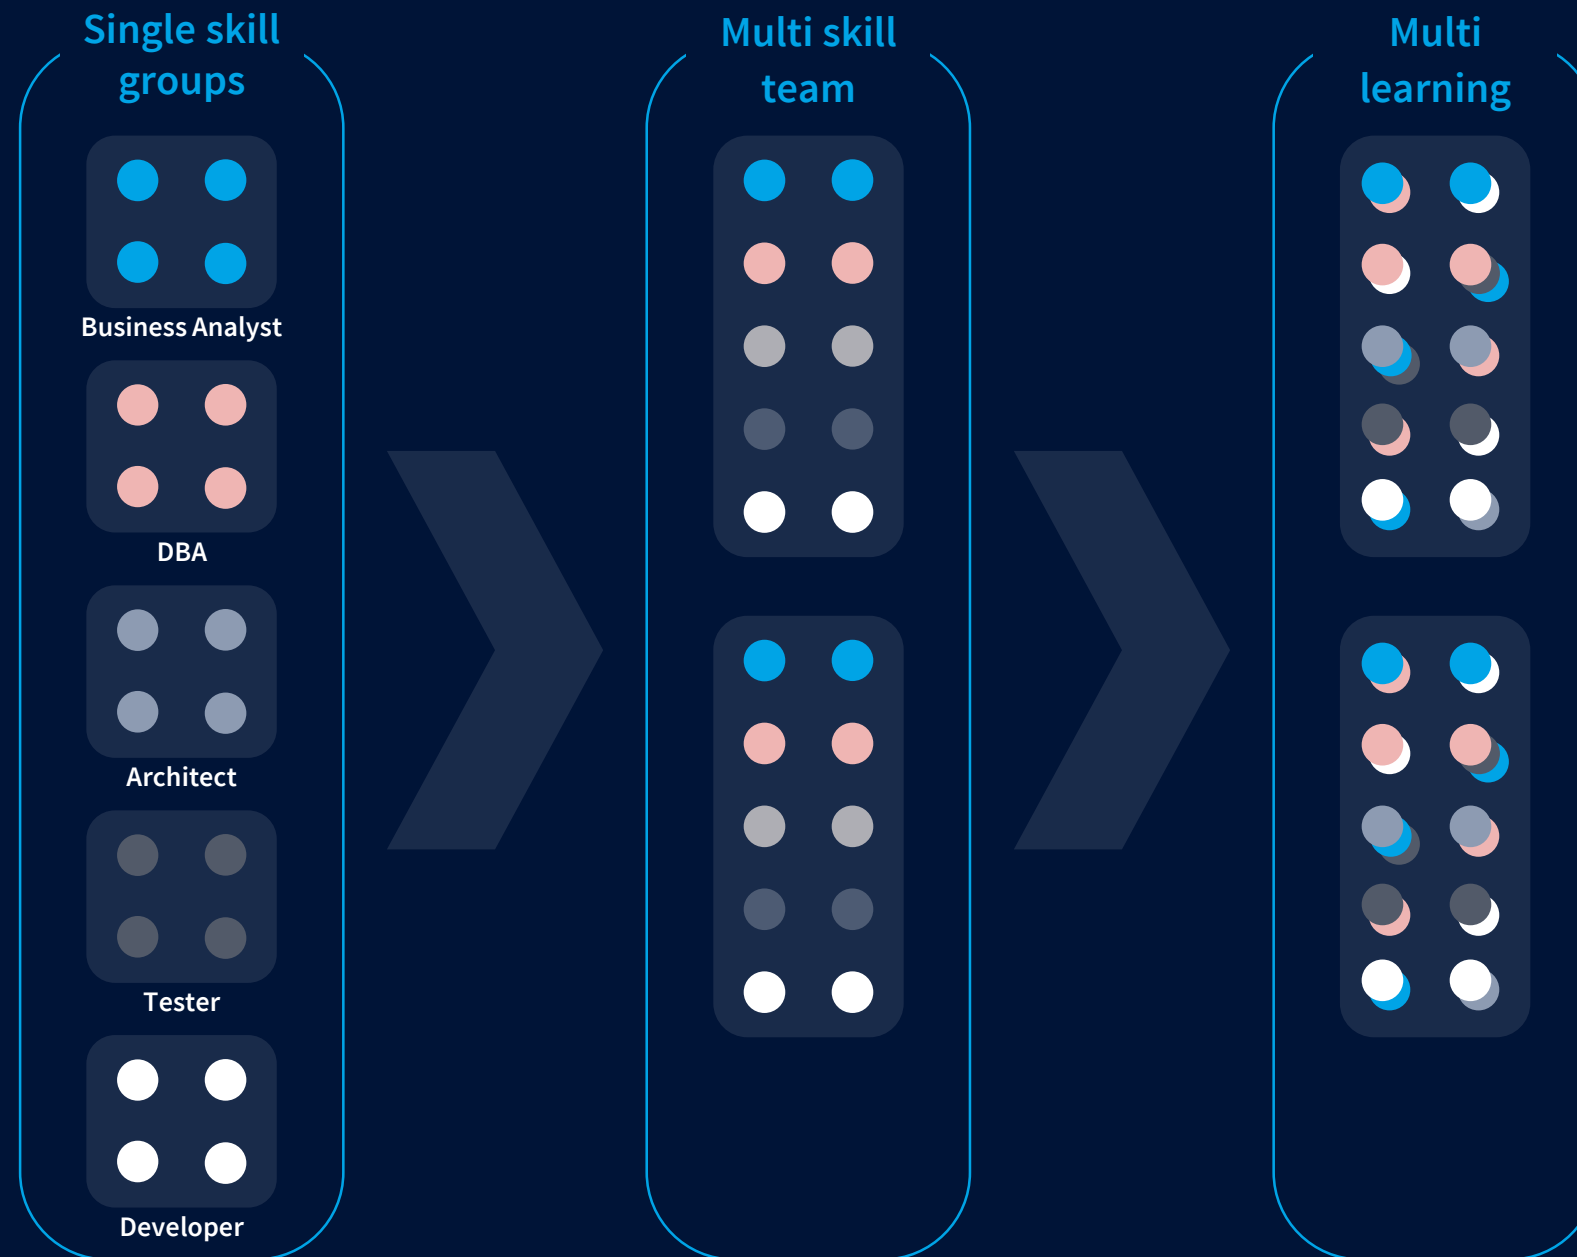 Single skill
groups
Business Analyst
DBA
Architect
Tester
Developer
Multi skill
team
Multi
learning